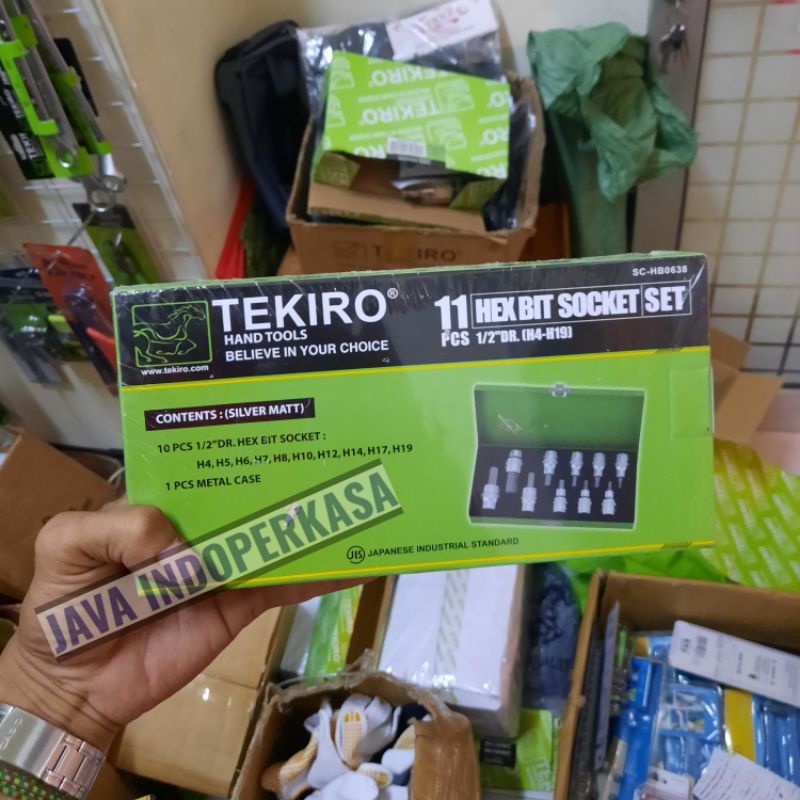 TEKIRO®
TEKIRO
TEKIRO®
SC-HB0638
TEKIRO®
HAND TOOLS
BELIEVE IN YOUR CHOICE
www.tekiro.com
11 HEX BIT SOCKET SET
PCS 1/2"DR. (H4-H19)
CONTENTS : (SILVER MATT)
10 PCS 1/2"DR. HEX BIT SOCKET :
H4, H5, H6, H7, H8, H10, H12, H14, H17, H19
1 PCS METAL CASE
JIS JAPANESE INDUSTRIAL STANDARD
JAVA INDOPERKASA
CASIO